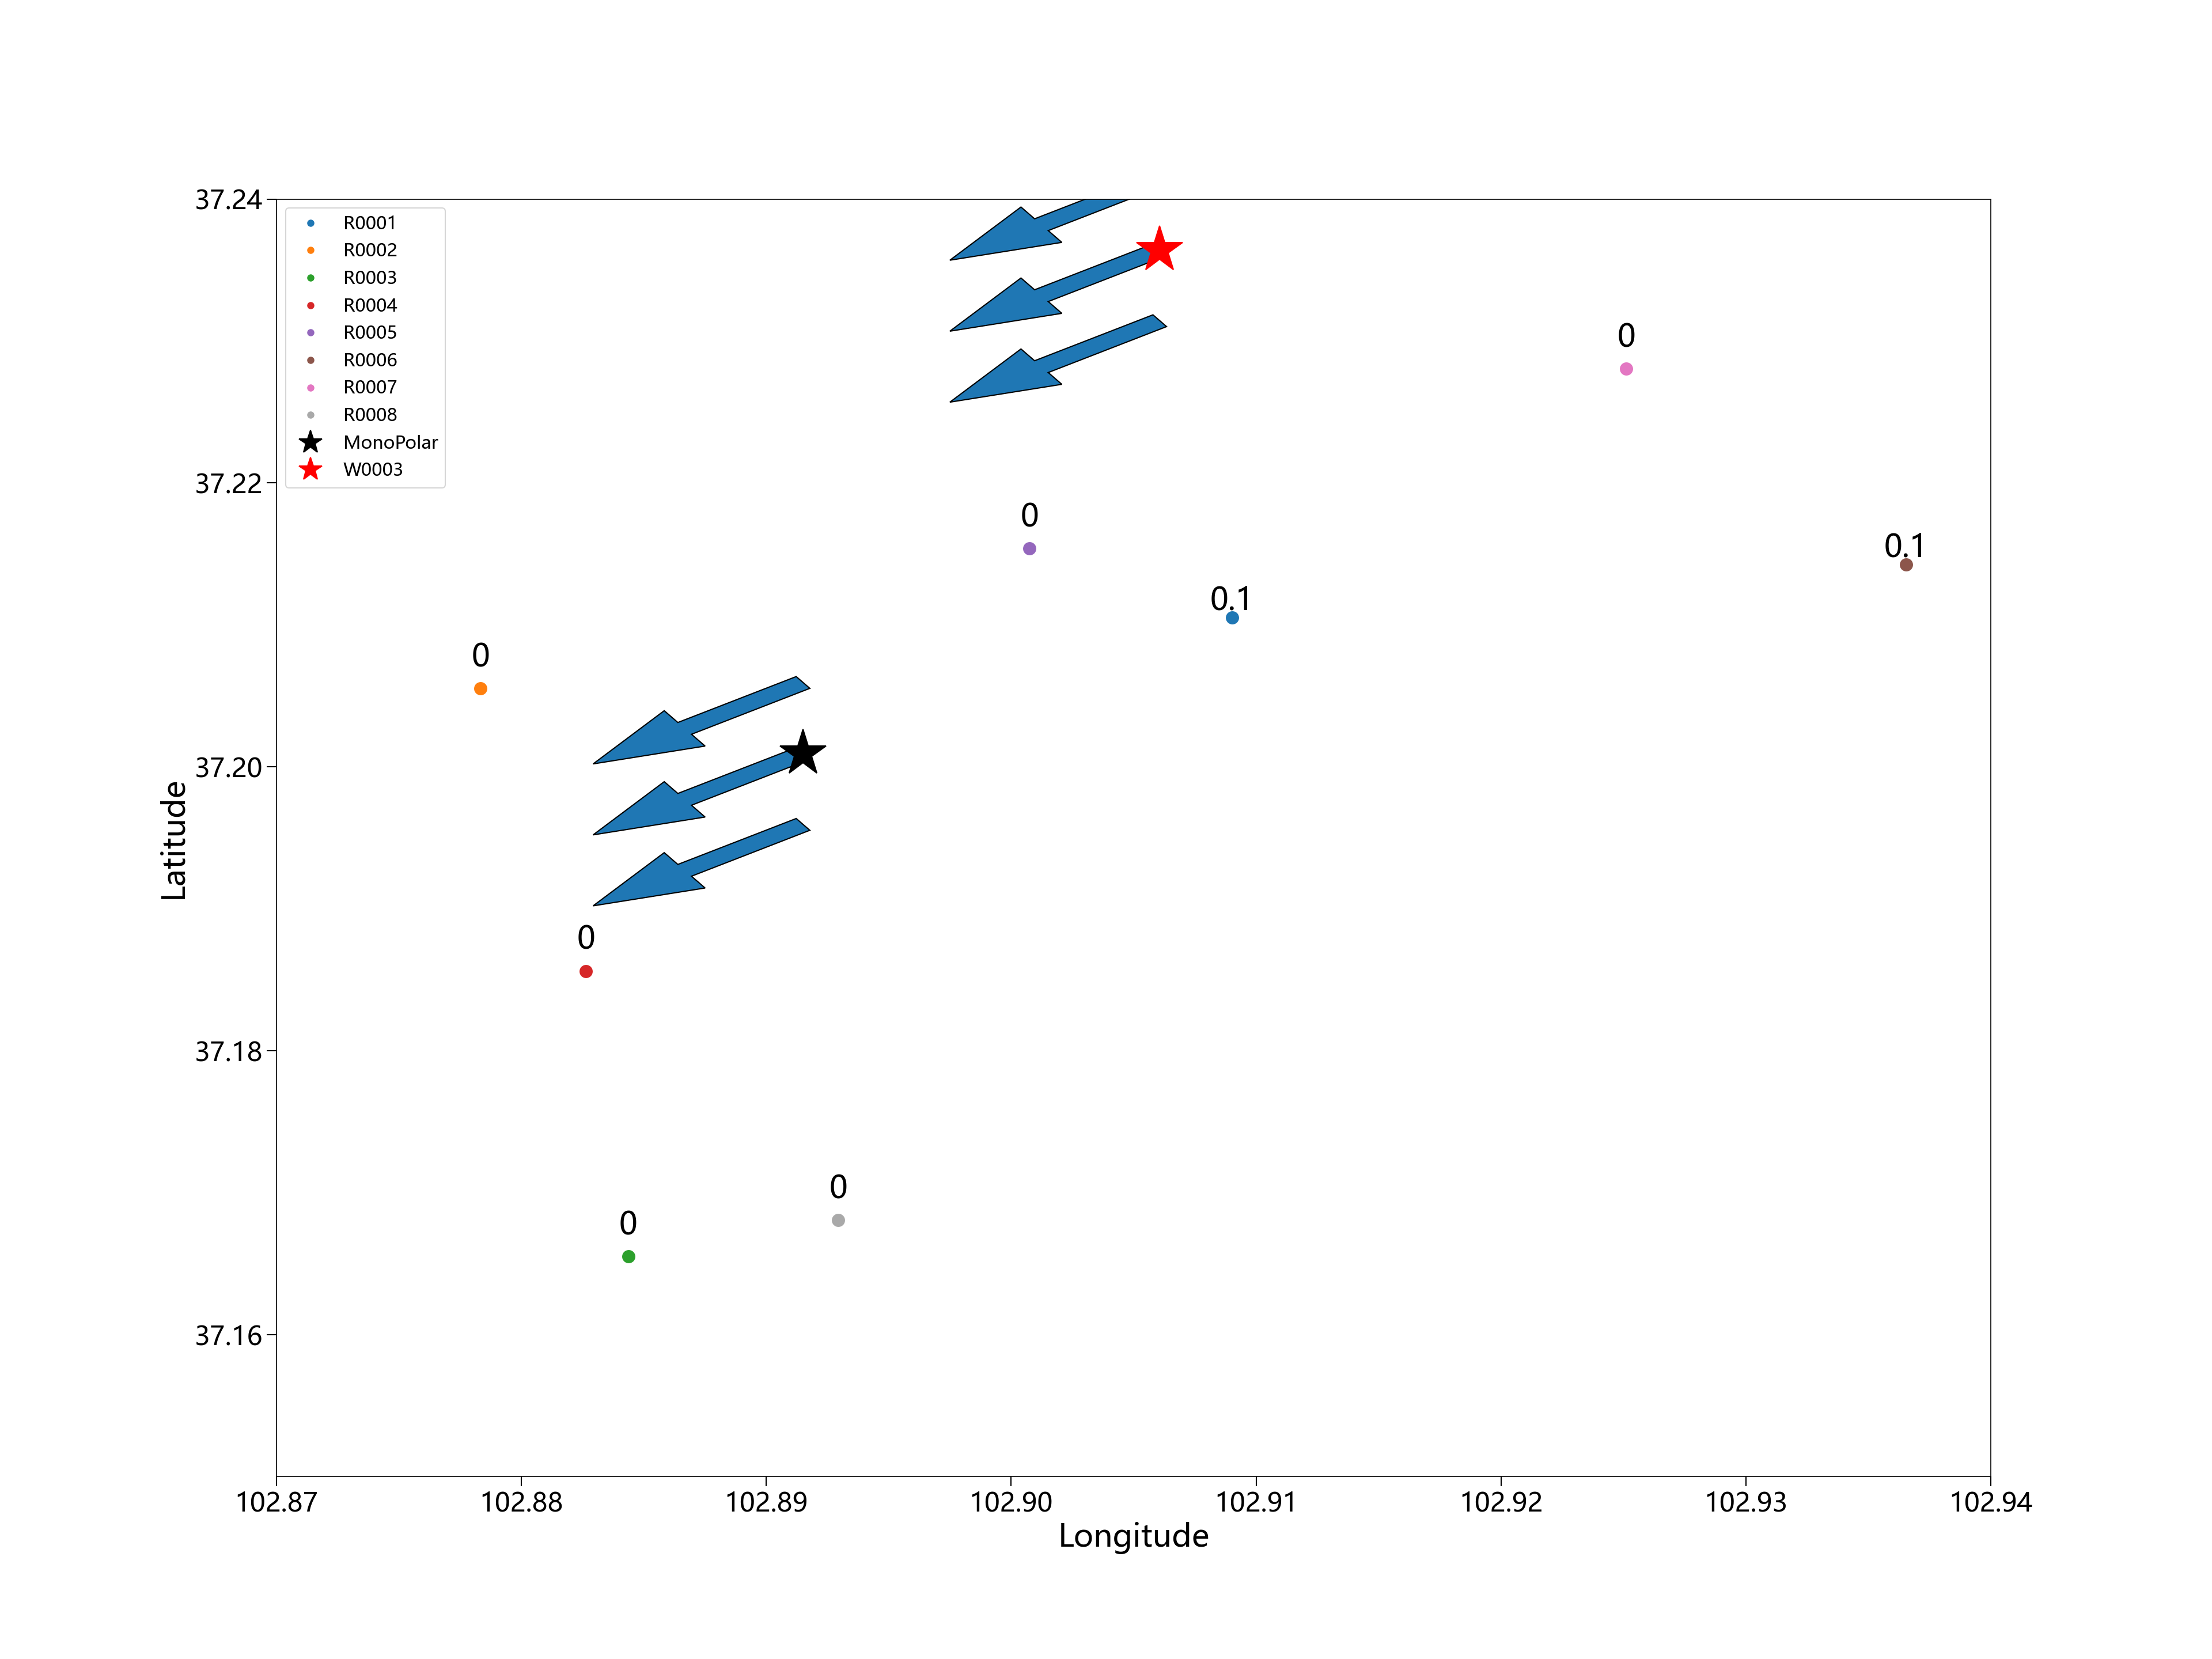 37.24
R0001
R0002
R0003
R0004
R0005
R0006
R0007
R0008
MonoPolar
W0003
0
37.22
0
0.1
0.1
0
37.20
Latitude
0
37.18
0
0
37.16
102.87 102.88 102.89 102.90 102.91 102.92 102.93 102.94
Longitude